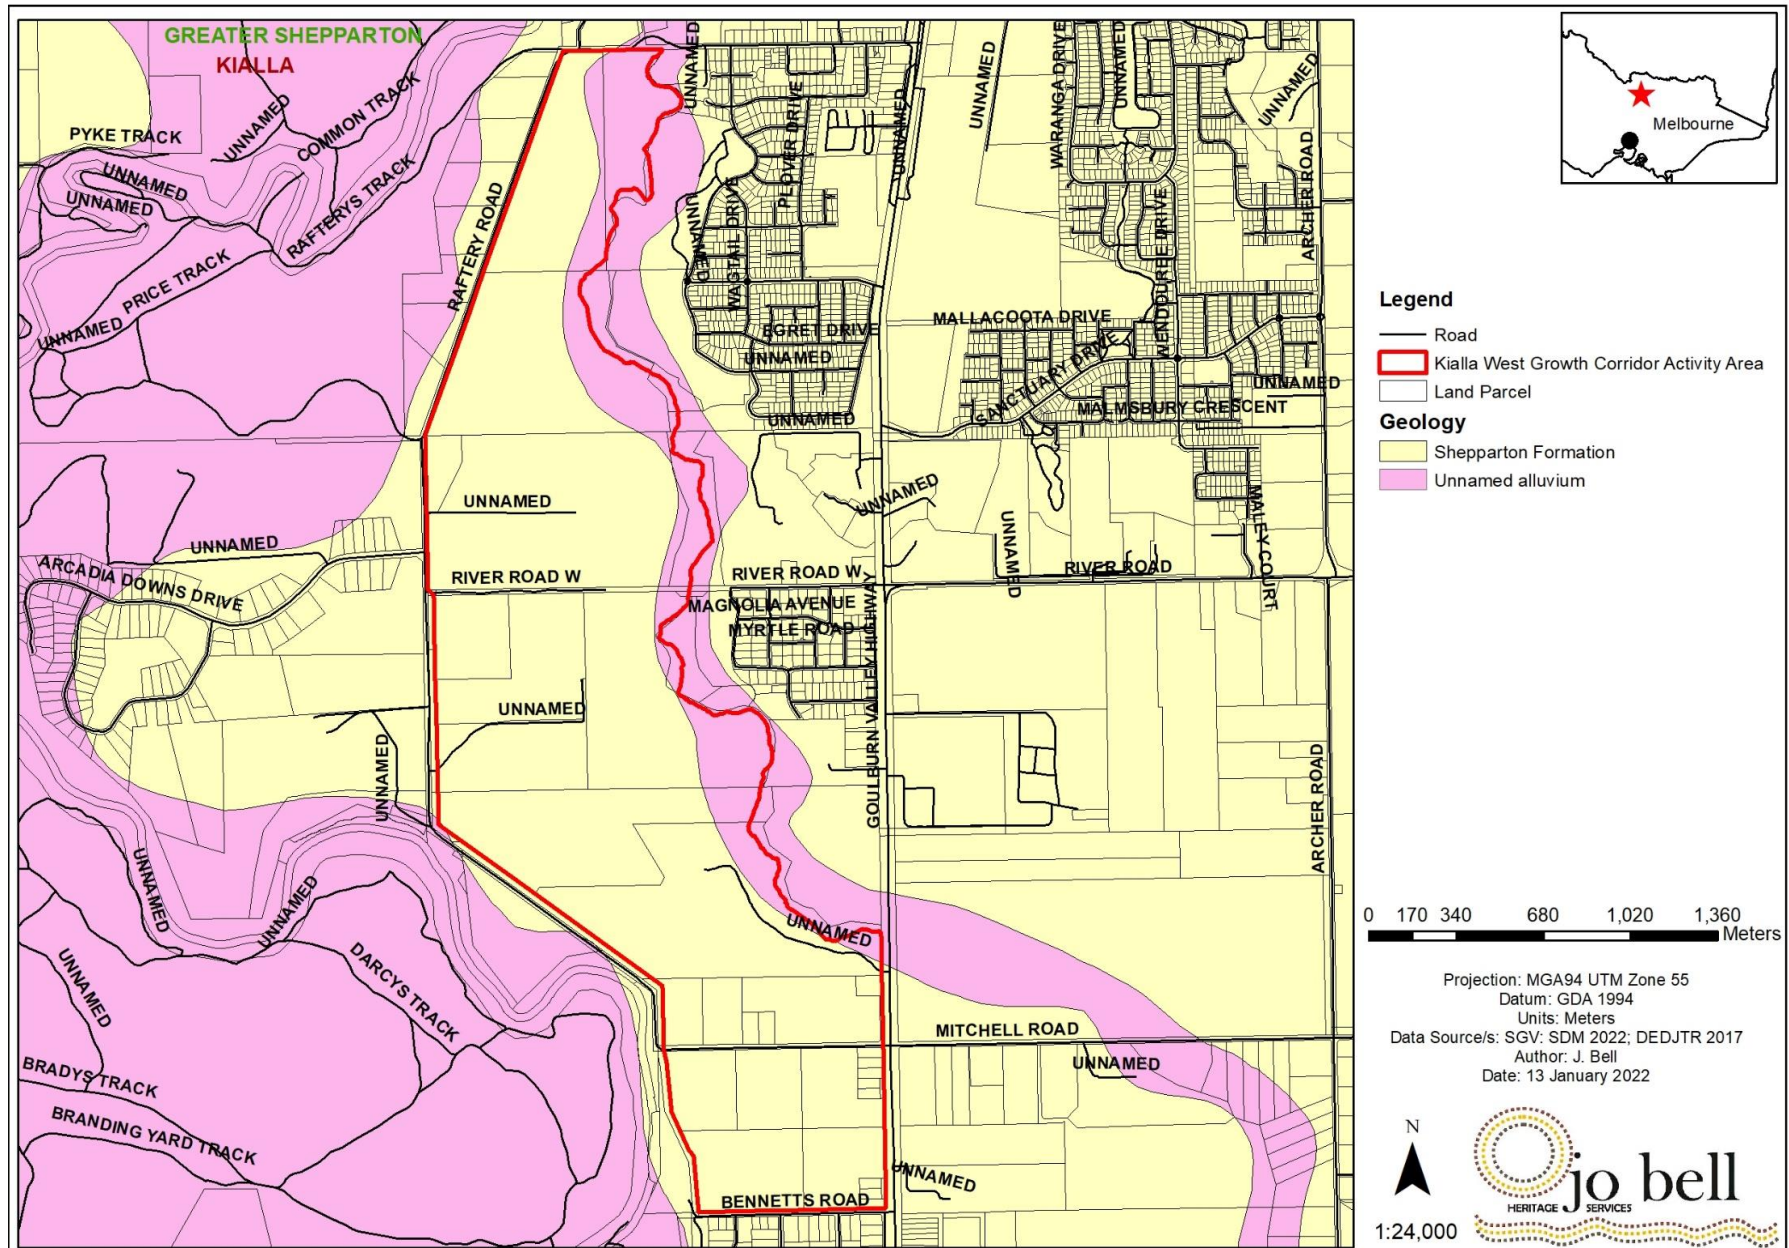 GREATER SHEPPARTON
KIALLA
UNNAMED
COMMON TRACK
PYKE TRACK
UNNAMED
UNNAMED
RAFTERYS TRACK
PRICE TRACK
UNNAMED
RAFTERY ROAD
UNNAMED
PLOVER DRIVE
UNNAMED
WAGTAIL DRIVE
UNNAMED
UNNAMED
WARANGA DRIVE
UNNAMED
UNNAMED
ARCHER ROAD
WENDOUREE DRIVE
EGRET DRIVE
UNNAMED
UNNAMED
MALLACOOTA DRIVE
SANCTUARY DRIVE
UNNAMED
MALMSBURY CRESCENT
UNNAMED
UNNAMED
UNNAMED
UNNAMED
MALEY COURT
ARCADIA DOWNS DRIVE
RIVER ROAD W
RIVER ROAD W
RIVER ROAD
MAGNOLIA AVENUE
MYRTLE ROAD
GOULBURN VALLEY HIGHWAY
UNNAMED
UNNAMED
ARCHER ROAD
UNNAMED
UNNAMED
UNNAMED
UNNAMED
DARCYS TRACK
MITCHELL ROAD
UNNAMED
BRADYS TRACK
BRANDING YARD TRACK
UNNAMED
BENNETTS ROAD
Melbourne
Legend
Road
Kialla West Growth Corridor Activity Area
Land Parcel
Geology
Shepparton Formation
Unnamed alluvium
0 170 340 680 1,020 1,360
Meters
Projection: MGA94 UTM Zone 55
Datum: GDA 1994
Units: Meters
Data Source/s: SGV: SDM 2022; DEDJTR 2017
Author: J. Bell
Date: 13 January 2022
N
1:24,000
jo bell
HERITAGE SERVICES